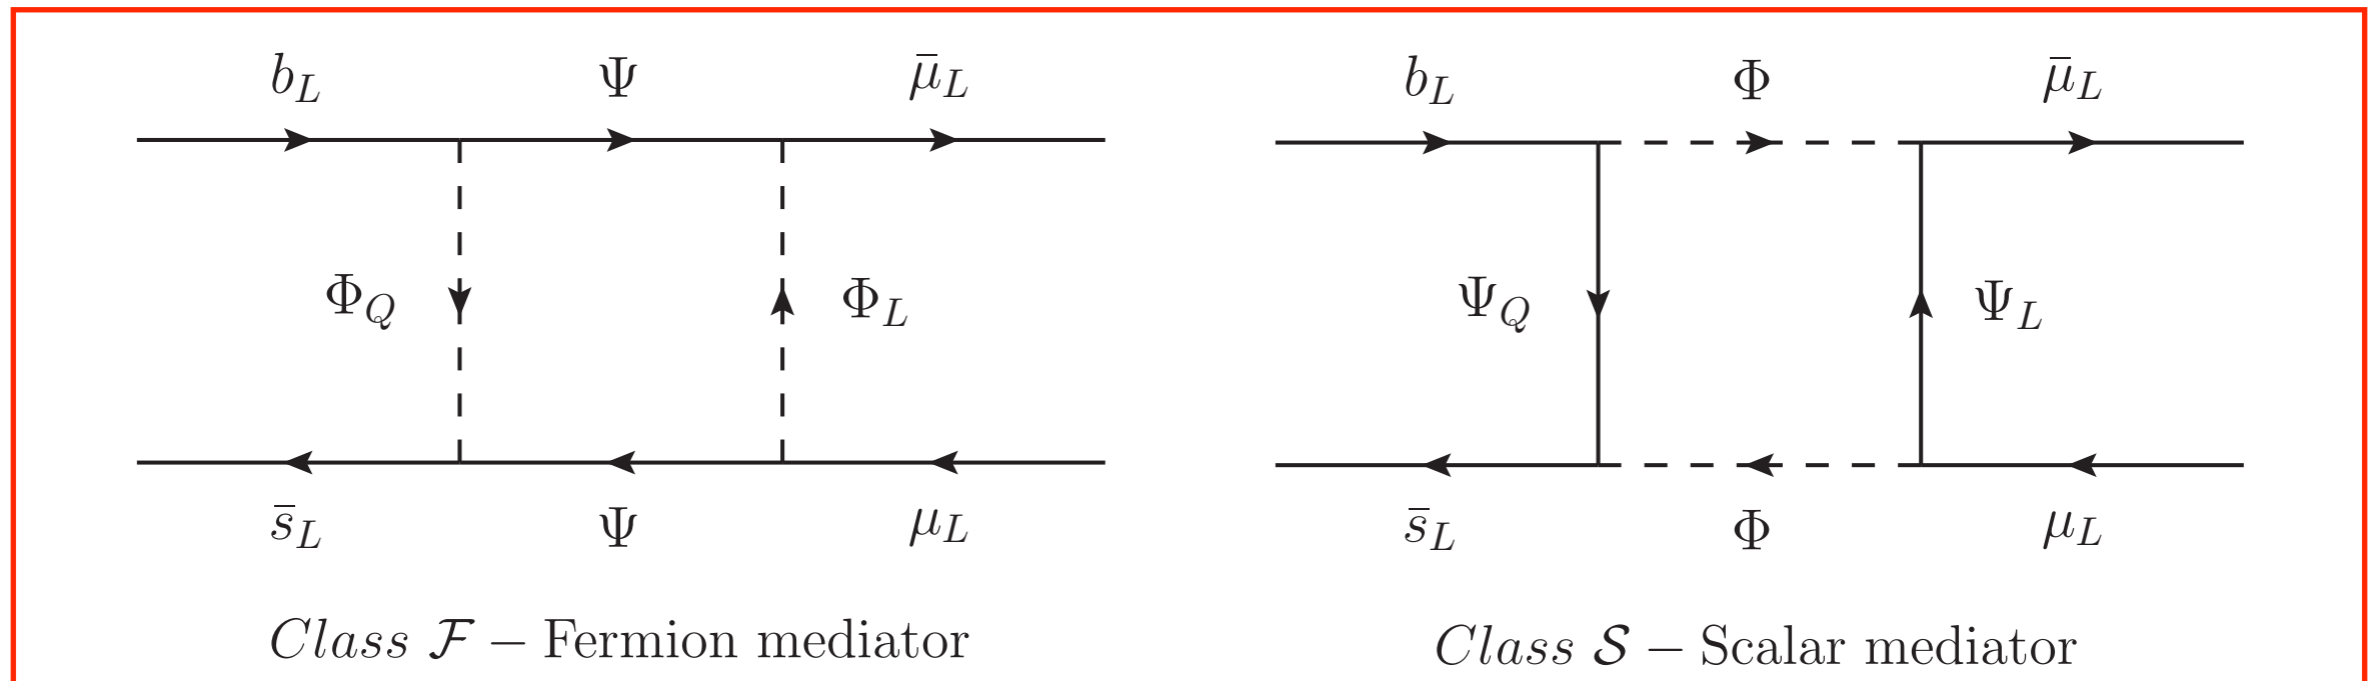 b_L Ψ μ̄_L
Φ_Q Φ_L
s̄_L Ψ μ_L
Class ℱ – Fermion mediator
b_L Φ μ̄_L
Ψ_Q Ψ_L
s̄_L Φ μ_L
Class 𝒮 – Scalar mediator